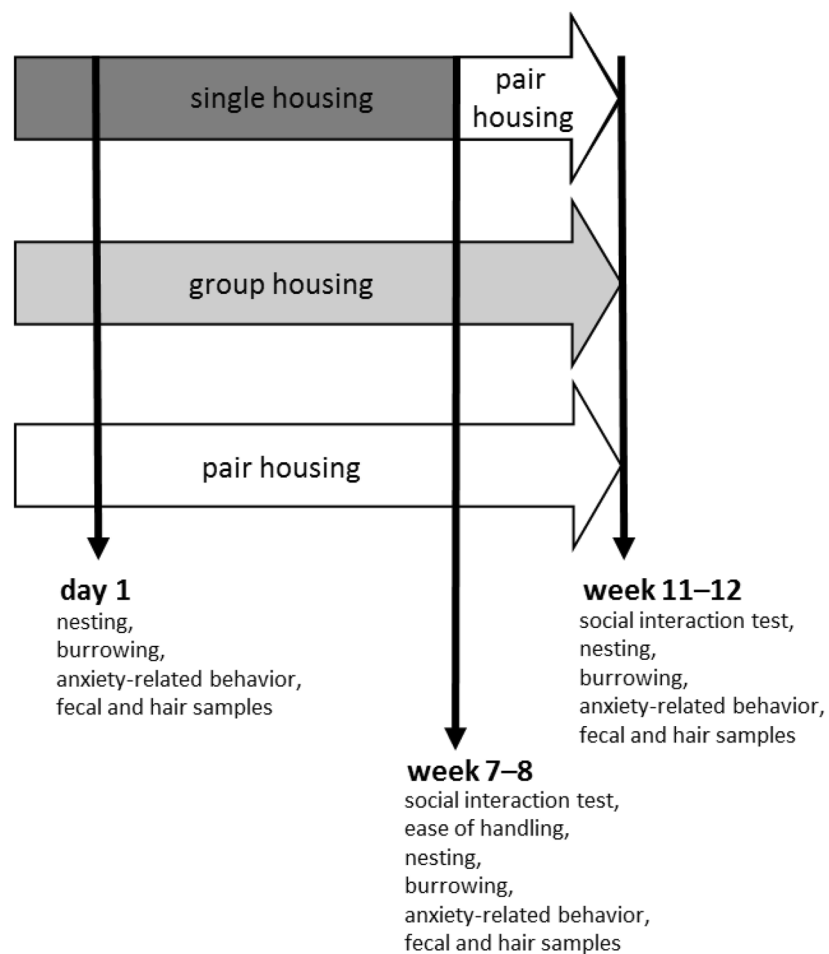 single housing
pair
housing
group housing
pair housing
day 1
nesting,
burrowing,
anxiety-related behavior,
fecal and hair samples
week 7–8
social interaction test,
ease of handling,
nesting,
burrowing,
anxiety-related behavior,
fecal and hair samples
week 11–12
social interaction test,
nesting,
burrowing,
anxiety-related behavior,
fecal and hair samples